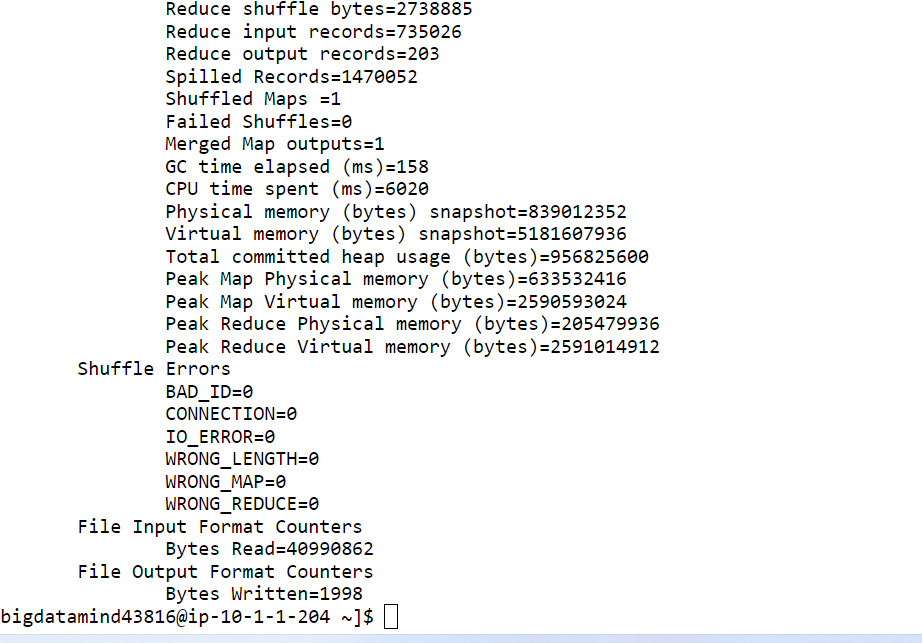 Reduce shuffle bytes=2738885
Reduce input records=735026
Reduce output records=203
Spilled Records=1470052
Shuffled Maps =1
Failed Shuffles=0
Merged Map outputs=1
GC time elapsed (ms)=158
CPU time spent (ms)=6020
Physical memory (bytes) snapshot=839012352
Virtual memory (bytes) snapshot=5181607936
Total committed heap usage (bytes)=956825600
Peak Map Physical memory (bytes)=633532416
Peak Map Virtual memory (bytes)=2590593024
Peak Reduce Physical memory (bytes)=205479936
Peak Reduce Virtual memory (bytes)=2591014912
Shuffle Errors
BAD_ID=0
CONNECTION=0
IO_ERROR=0
WRONG_LENGTH=0
WRONG_MAP=0
WRONG_REDUCE=0
File Input Format Counters
Bytes Read=40990862
File Output Format Counters
Bytes Written=1998
bigdatamind43816@ip-10-1-1-204 ~]$